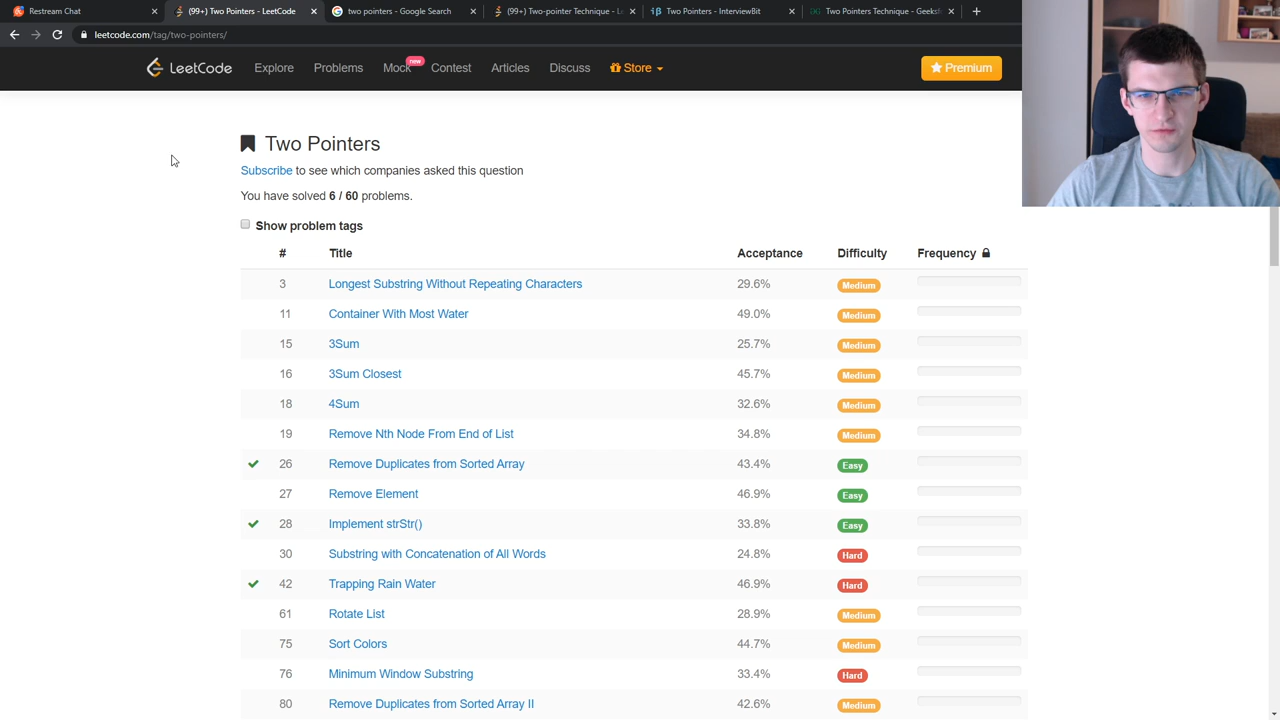 Restream Chat
(99+) Two Pointers - LeetCode
two pointers - Google Search
(99+) Two-pointer Technique - Le
Two Pointers - InterviewBit
Two Pointers Technique - Geeksf
leetcode.com/tag/two-pointers/
LeetCode Explore Problems Mock new Contest Articles Discuss Store Premium
Two Pointers
Subscribe to see which companies asked this question
You have solved 6 / 60 problems.
Show problem tags
# Title Acceptance Difficulty Frequency
3 Longest Substring Without Repeating Characters 29.6% Medium
11 Container With Most Water 49.0% Medium
15 3Sum 25.7% Medium
16 3Sum Closest 45.7% Medium
18 4Sum 32.6% Medium
19 Remove Nth Node From End of List 34.8% Medium
26 Remove Duplicates from Sorted Array 43.4% Easy
27 Remove Element 46.9% Easy
28 Implement strStr() 33.8% Easy
30 Substring with Concatenation of All Words 24.8% Hard
42 Trapping Rain Water 46.9% Hard
61 Rotate List 28.9% Medium
75 Sort Colors 44.7% Medium
76 Minimum Window Substring 33.4% Hard
80 Remove Duplicates from Sorted Array II 42.6% Medium